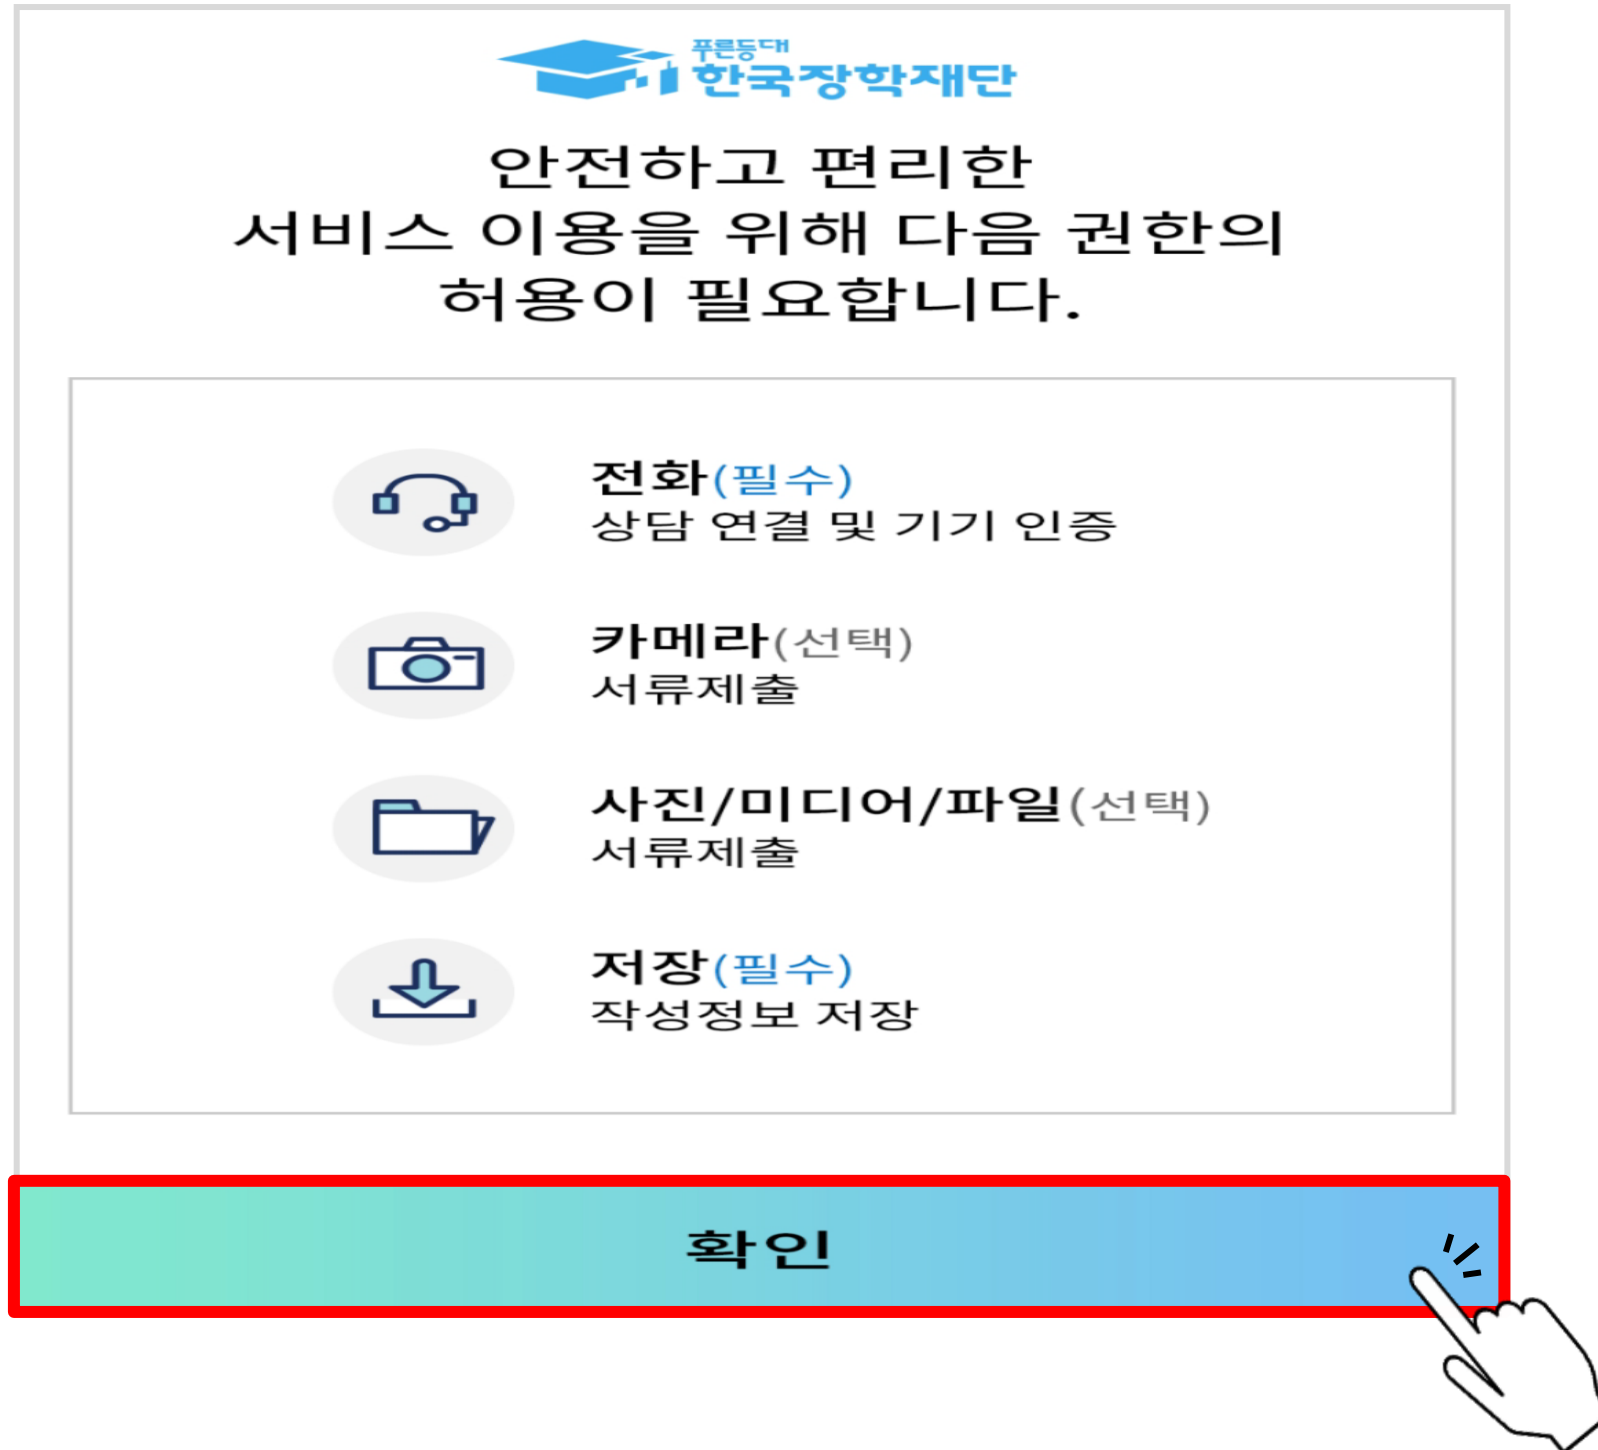 푸른등대
한국장학재단
안전하고 편리한
서비스 이용을 위해 다음 권한의
허용이 필요합니다.
전화(필수)
상담 연결 및 기기 인증
카메라(선택)
서류제출
사진/미디어/파일(선택)
서류제출
저장(필수)
작성정보 저장
확인